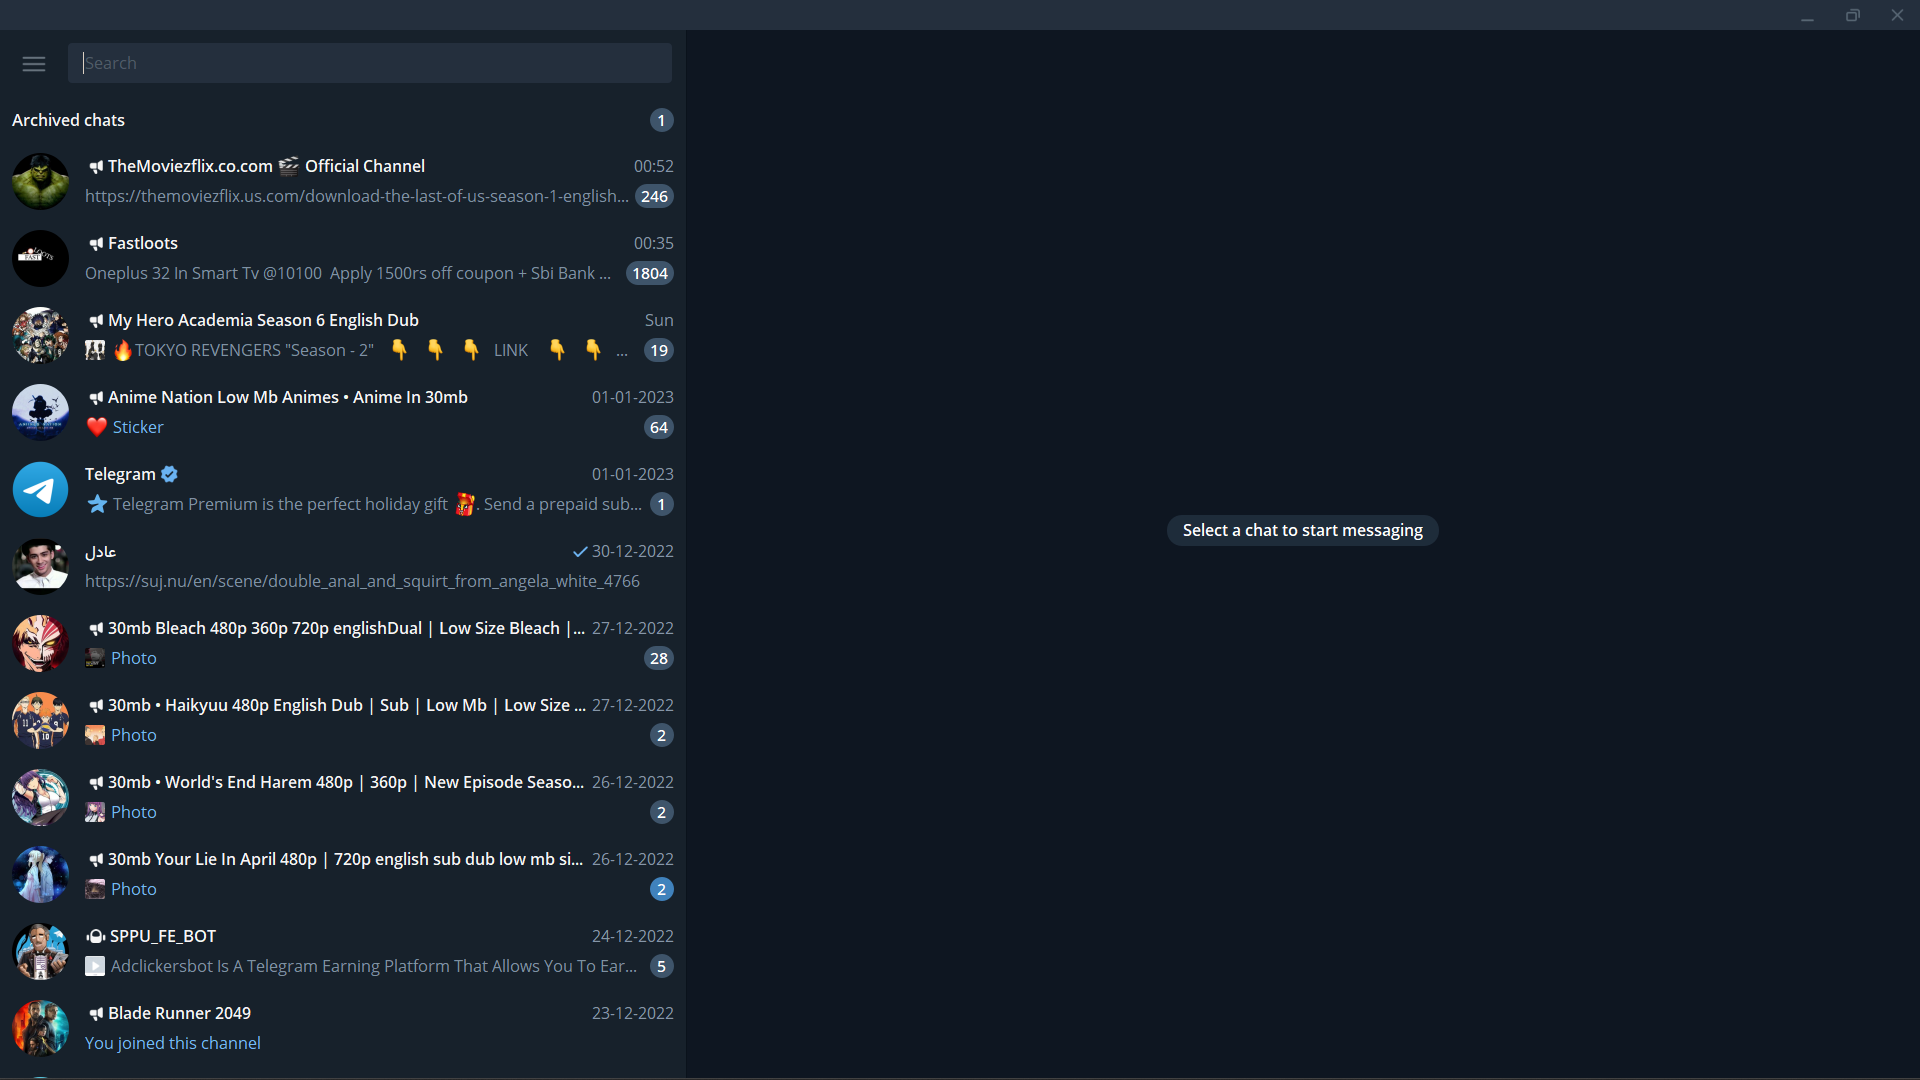 Search
Archived chats 1
TheMoviezflix.co.com 🎬 Official Channel 00:52
https://themoviezflix.us.com/download-the-last-of-us-season-1-english... 246
Fastloots 00:35
Oneplus 32 In Smart Tv @10100 Apply 1500rs off coupon + Sbi Bank ... 1804
My Hero Academia Season 6 English Dub Sun
🔥TOKYO REVENGERS "Season - 2" 👇 👇 👇 LINK 👇 👇 ... 19
Anime Nation Low Mb Animes • Anime In 30mb 01-01-2023
❤️ Sticker 64
Telegram 01-01-2023
⭐ Telegram Premium is the perfect holiday gift 🧧. Send a prepaid sub... 1
عادل 30-12-2022
https://suj.nu/en/scene/double_anal_and_squirt_from_angela_white_4766
30mb Bleach 480p 360p 720p englishDual | Low Size Bleach |... 27-12-2022
Photo 28
30mb • Haikyuu 480p English Dub | Sub | Low Mb | Low Size ... 27-12-2022
Photo 2
30mb • World's End Harem 480p | 360p | New Episode Seaso... 26-12-2022
Photo 2
30mb Your Lie In April 480p | 720p english sub dub low mb si... 26-12-2022
Photo 2
SPPU_FE_BOT 24-12-2022
Adclickersbot Is A Telegram Earning Platform That Allows You To Ear... 5
Blade Runner 2049 23-12-2022
You joined this channel
Select a chat to start messaging